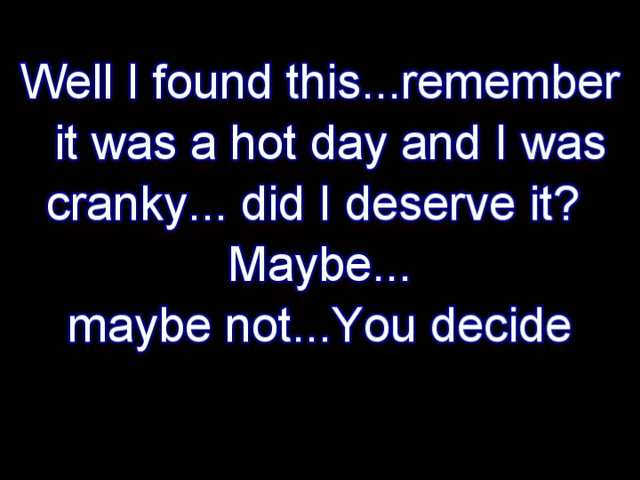 Well I found this...remember
it was a hot day and I was
cranky... did I deserve it?
Maybe...
maybe not...You decide